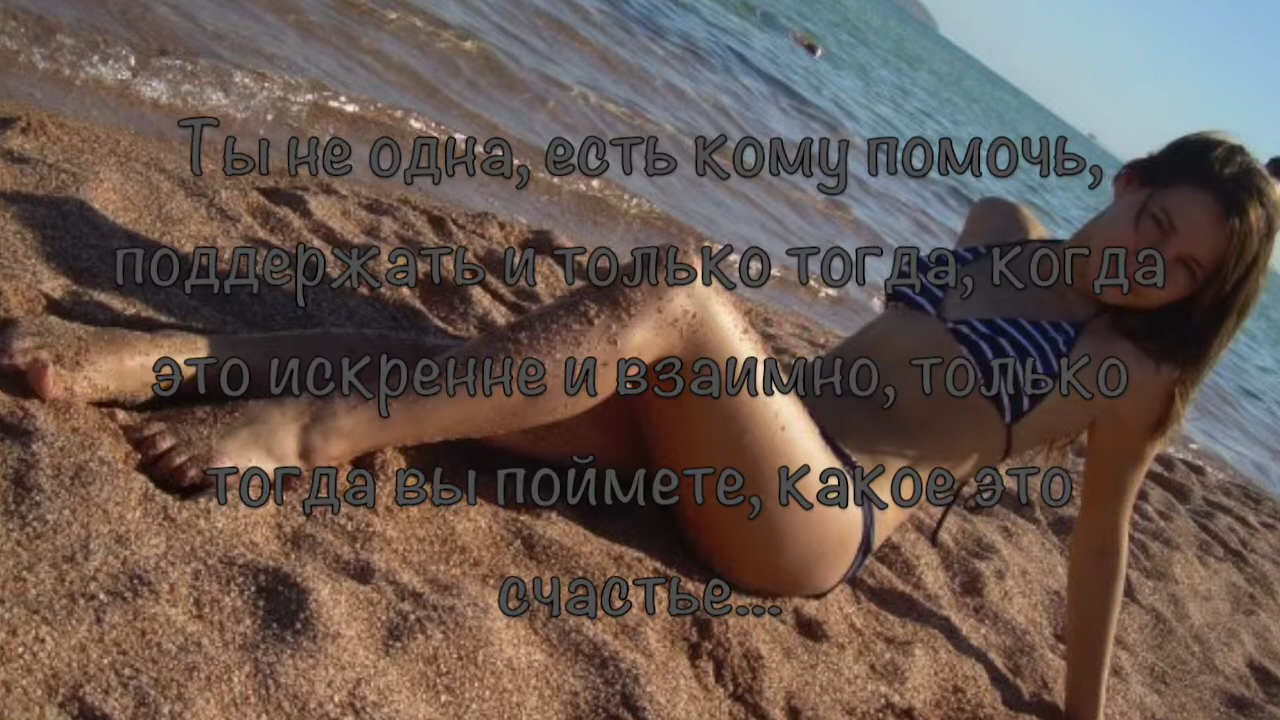 Ты не одна, есть кому помочь,
поддержать и только тогда, когда
это искренне и взаимно, только
тогда вы поймете, какое это
счастье...